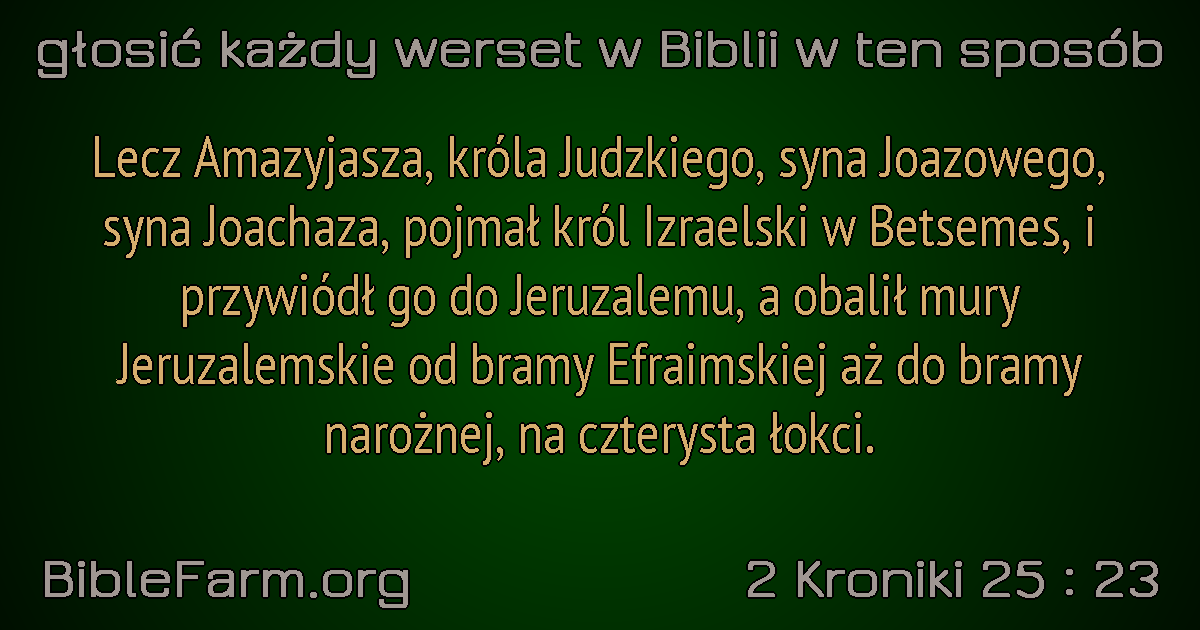 głosić każdy werset w Biblii w ten sposób
Lecz Amazyjasza, króla Judzkiego, syna Joazowego,
syna Joachaza, pojmał król Izraelski w Betsemes, i
przywiódł go do Jeruzalemu, a obalił mury
Jeruzalemskie od bramy Efraimskiej aż do bramy
narożnej, na czterysta łokci.
BibleFarm.org
2 Kroniki 25 : 23